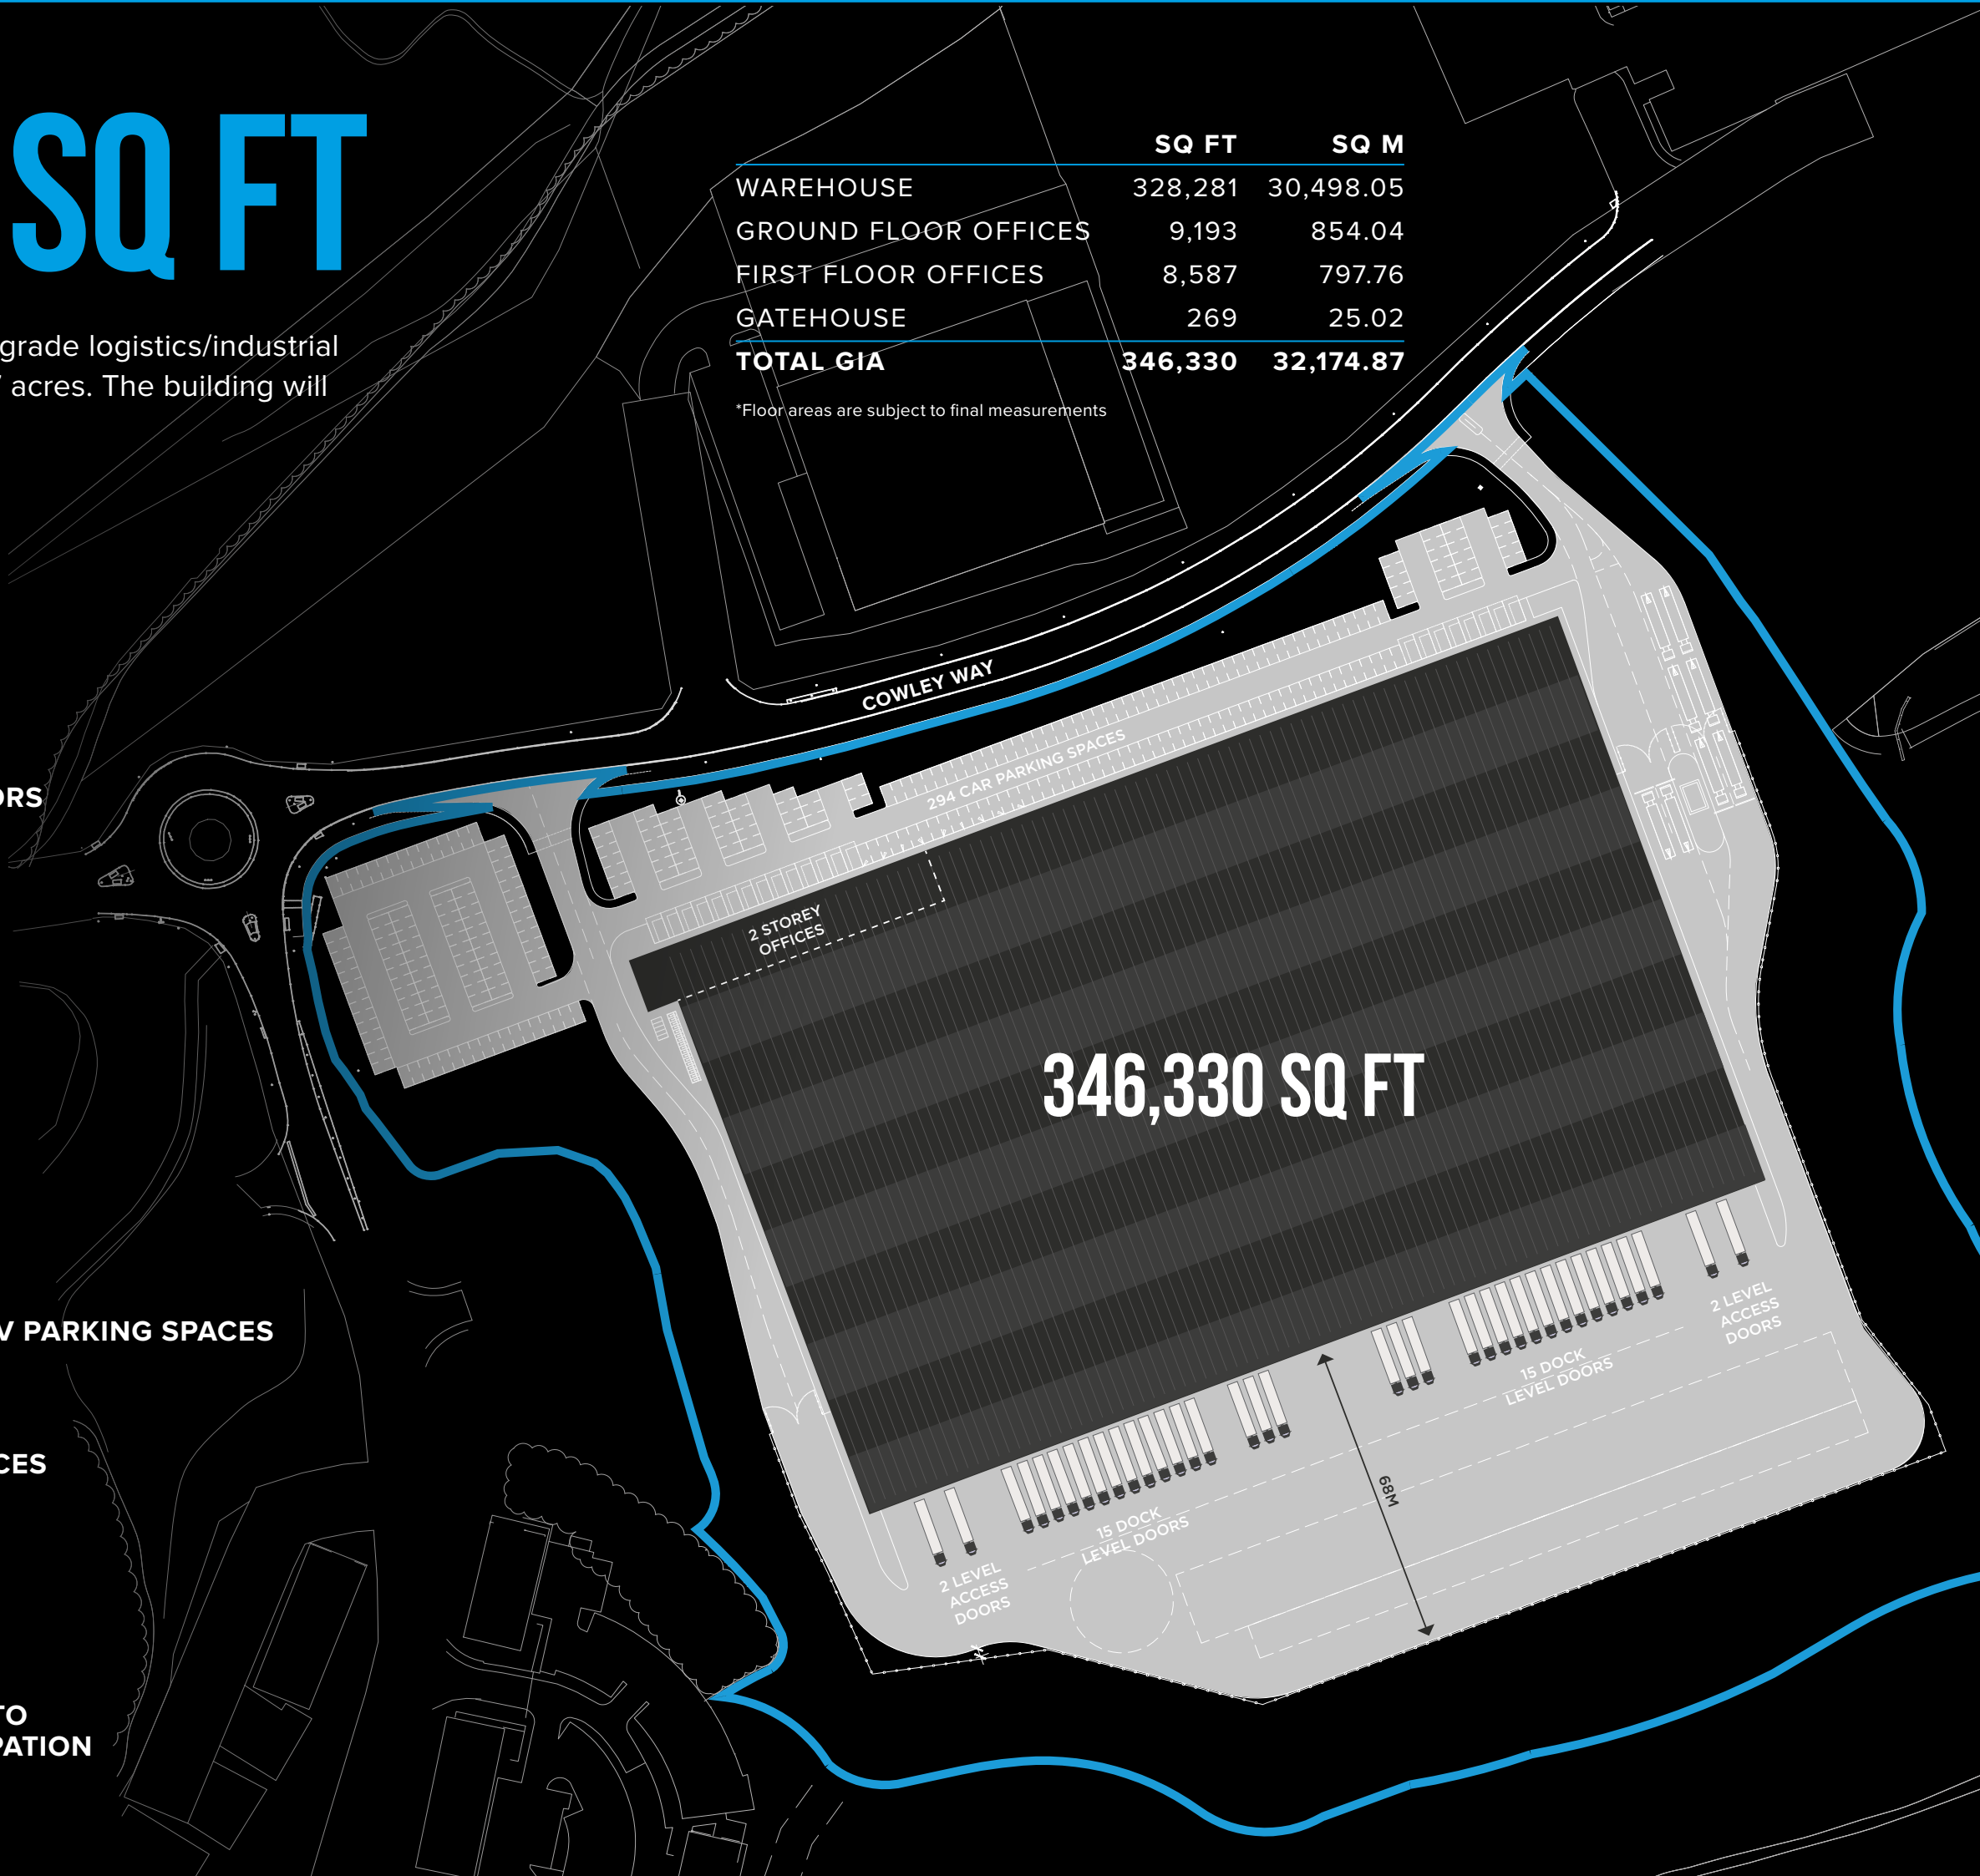 SQ FT
grade logistics/industrial
acres. The building will
SQ FT SQ M
WAREHOUSE 328,281 30,498.05
GROUND FLOOR OFFICES 9,193 854.04
FIRST FLOOR OFFICES 8,587 797.76
GATEHOUSE 269 25.02
TOTAL GIA 346,330 32,174.87
*Floor areas are subject to final measurements
COWLEY WAY
294 CAR PARKING SPACES
ORS
2 STOREY
OFFICES
346,330 SQ FT
V PARKING SPACES
CES
TO
PATION
2 LEVEL
ACCESS
DOORS
15 DOCK
LEVEL DOORS
68M
15 DOCK
LEVEL DOORS
2 LEVEL
ACCESS
DOORS